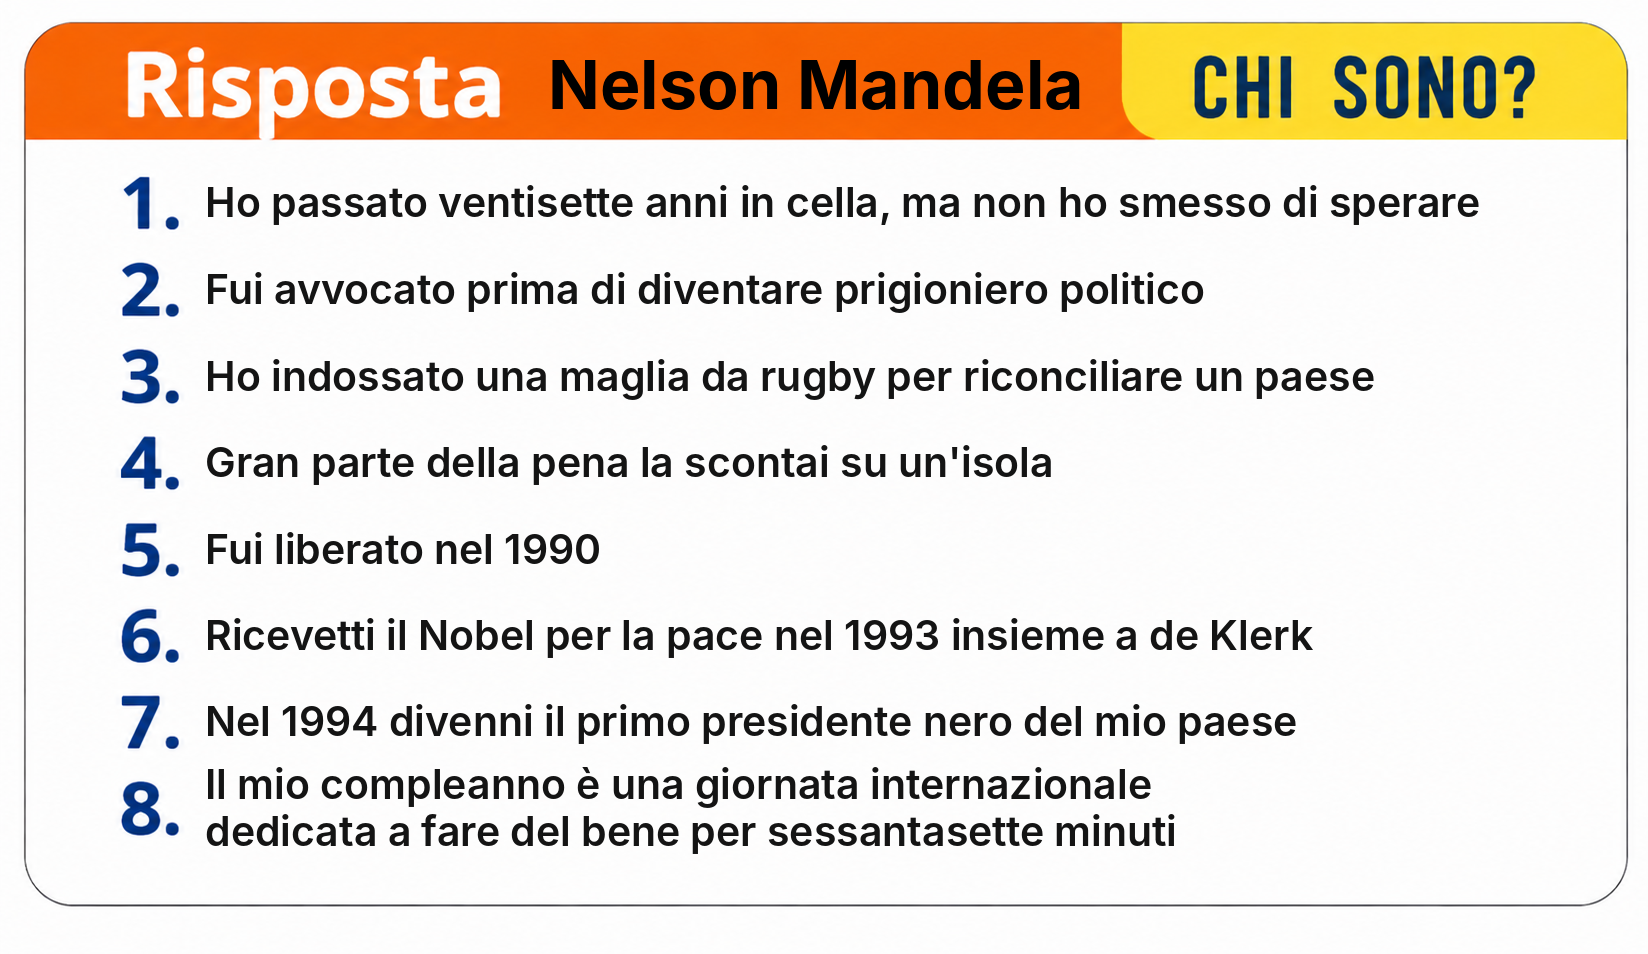 Risposta Nelson Mandela CHI SONO?
1. Ho passato ventisette anni in cella, ma non ho smesso di sperare
2. Fui avvocato prima di diventare prigioniero politico
3. Ho indossato una maglia da rugby per riconciliare un paese
4. Gran parte della pena la scontai su un'isola
5. Fui liberato nel 1990
6. Ricevetti il Nobel per la pace nel 1993 insieme a de Klerk
7. Nel 1994 divenni il primo presidente nero del mio paese
8. Il mio compleanno è una giornata internazionale
dedicata a fare del bene per sessantasette minuti